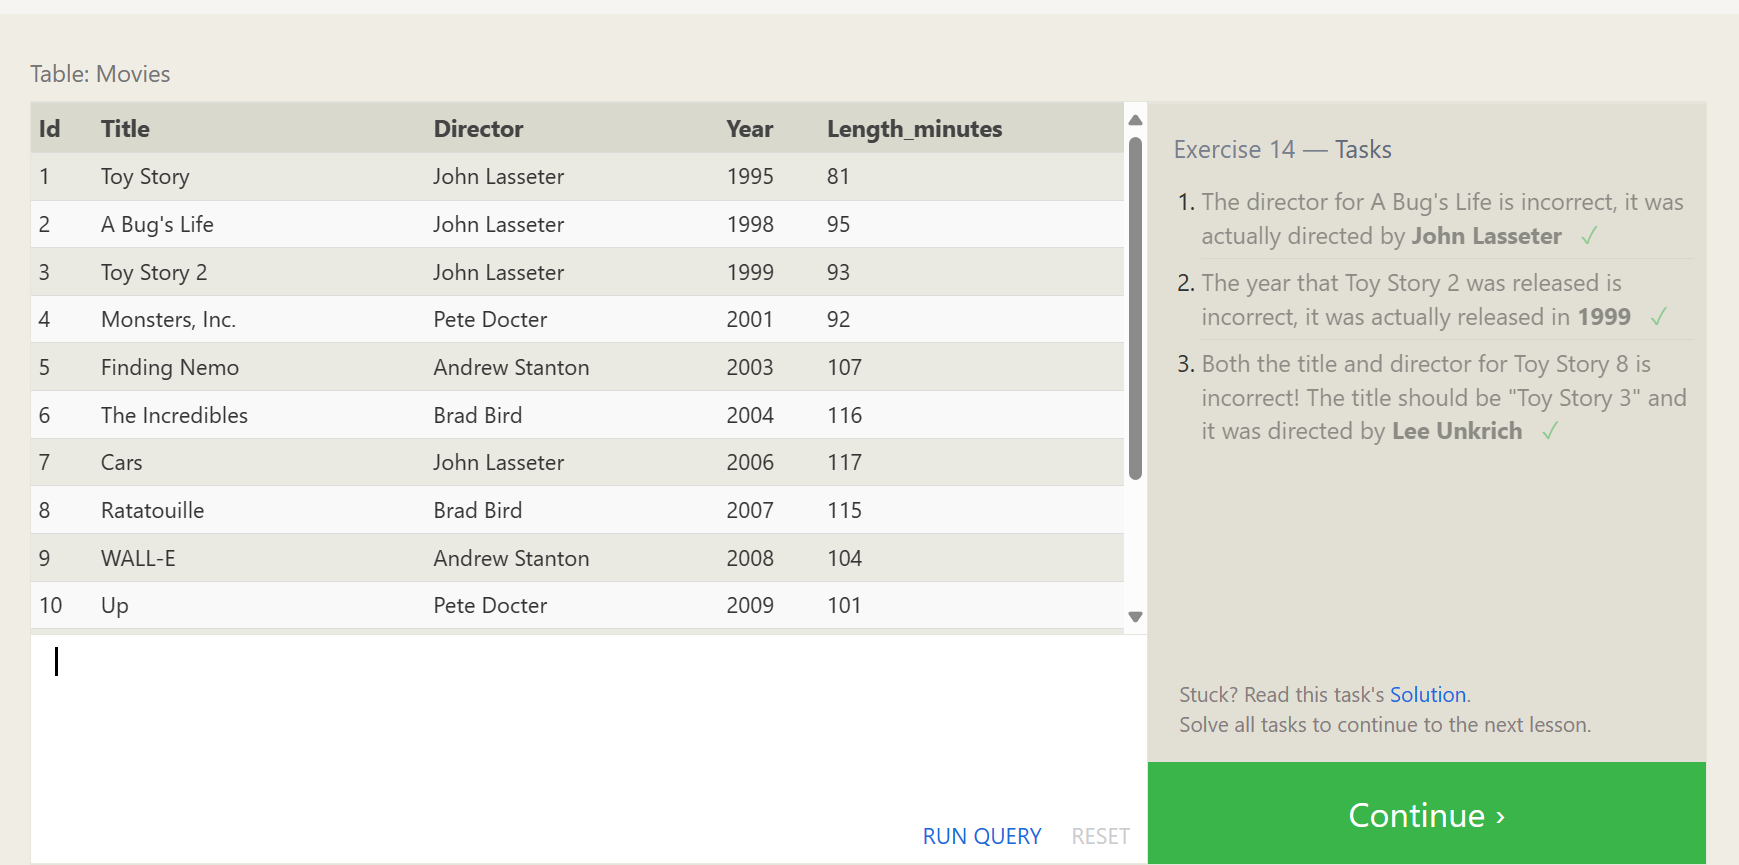 Table: Movies
Id Title Director Year Length_minutes
1 Toy Story John Lasseter 1995 81
2 A Bug's Life John Lasseter 1998 95
3 Toy Story 2 John Lasseter 1999 93
4 Monsters, Inc. Pete Docter 2001 92
5 Finding Nemo Andrew Stanton 2003 107
6 The Incredibles Brad Bird 2004 116
7 Cars John Lasseter 2006 117
8 Ratatouille Brad Bird 2007 115
9 WALL-E Andrew Stanton 2008 104
10 Up Pete Docter 2009 101
RUN QUERY RESET
Exercise 14 — Tasks
1. The director for A Bug's Life is incorrect, it was
actually directed by John Lasseter ✓
2. The year that Toy Story 2 was released is
incorrect, it was actually released in 1999 ✓
3. Both the title and director for Toy Story 8 is
incorrect! The title should be "Toy Story 3" and
it was directed by Lee Unkrich ✓
Stuck? Read this task's Solution.
Solve all tasks to continue to the next lesson.
Continue ›